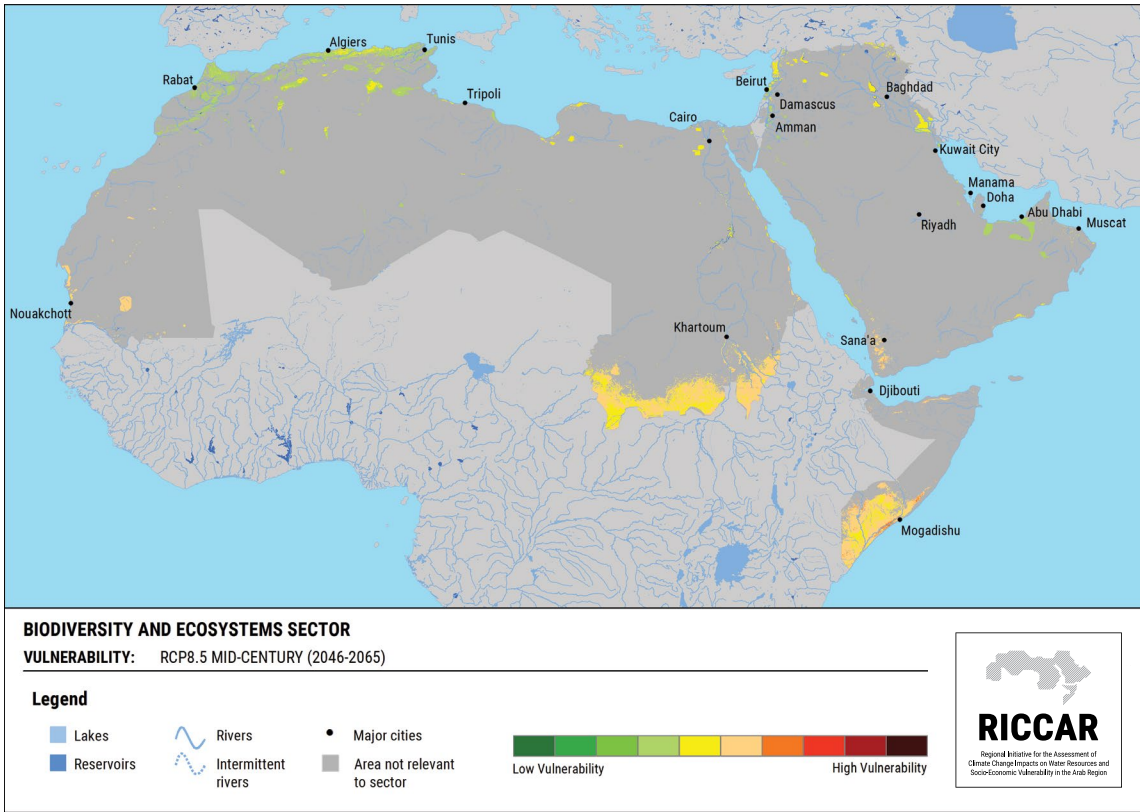 Algiers
Tunis
Rabat
Tripoli
Beirut
Damascus
Baghdad
Cairo
Amman
Kuwait City
Manama
Doha
Abu Dhabi
Muscat
Riyadh
Nouakchott
Khartoum
Sana'a
Djibouti
Mogadishu
BIODIVERSITY AND ECOSYSTEMS SECTOR
VULNERABILITY: RCP8.5 MID-CENTURY (2046-2065)
Legend
Lakes
Reservoirs
Rivers
Intermittent
rivers
Major cities
Area not relevant
to sector
Low Vulnerability
High Vulnerability
RICCAR
Regional Initiative for the Assessment of
Climate Change Impacts on Water Resources and
Socio-Economic Vulnerability in the Arab Region